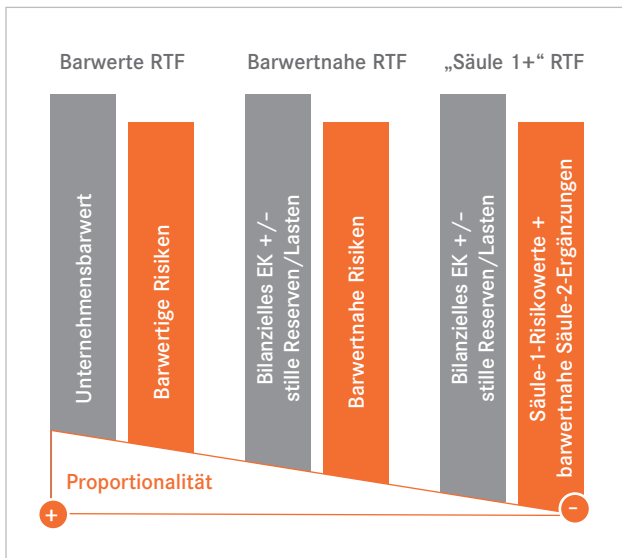 Barwerte RTF
Barwertnahe RTF
„Säule 1+“ RTF
Unternehmensbarwert
Barwertige Risiken
Bilanzielles EK +/–
stille Reserven/Lasten
Barwertnahe Risiken
Bilanzielles EK +/–
stille Reserven/Lasten
Säule-1-Risikowerte +
barwertnahe Säule-2-Ergänzungen
Proportionalität
+
-